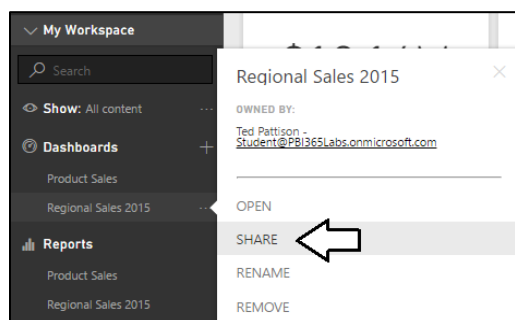 My Workspace
Search
Show: All content
Dashboards
Product Sales
Regional Sales 2015
Reports
Product Sales
Regional Sales 2015
Regional Sales 2015
OWNED BY:
Ted Pattison -
Student@PBI365Labs.onmicrosoft.com
OPEN
SHARE
RENAME
REMOVE